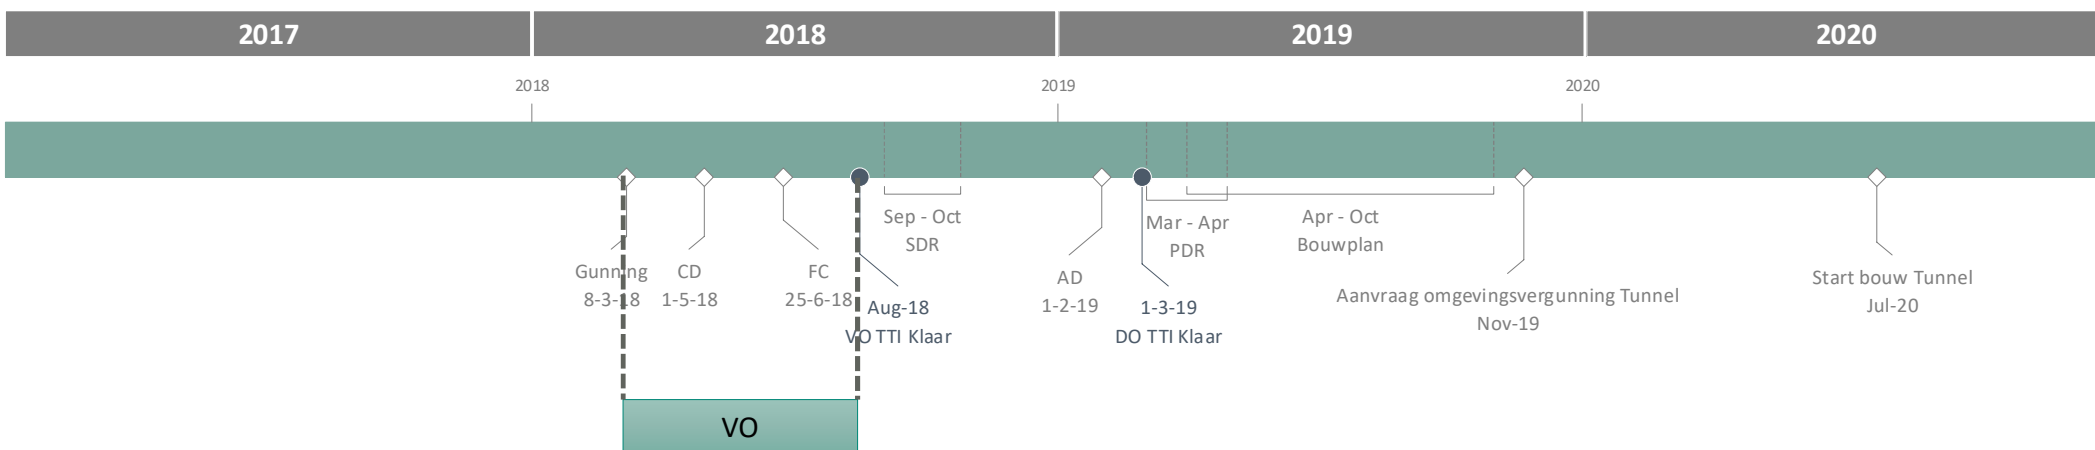 2017 2018 2019 2020
2018 2019 2020
Sep - Oct
SDR
Mar - Apr
PDR
Apr - Oct
Bouwplan
Gunning
8-3-18
CD
1-5-18
FC
25-6-18
Aug-18
VO TTI Klaar
AD
1-2-19
1-3-19
DO TTI Klaar
Aanvraag omgevingsvergunning Tunnel
Nov-19
Start bouw Tunnel
Jul-20
VO